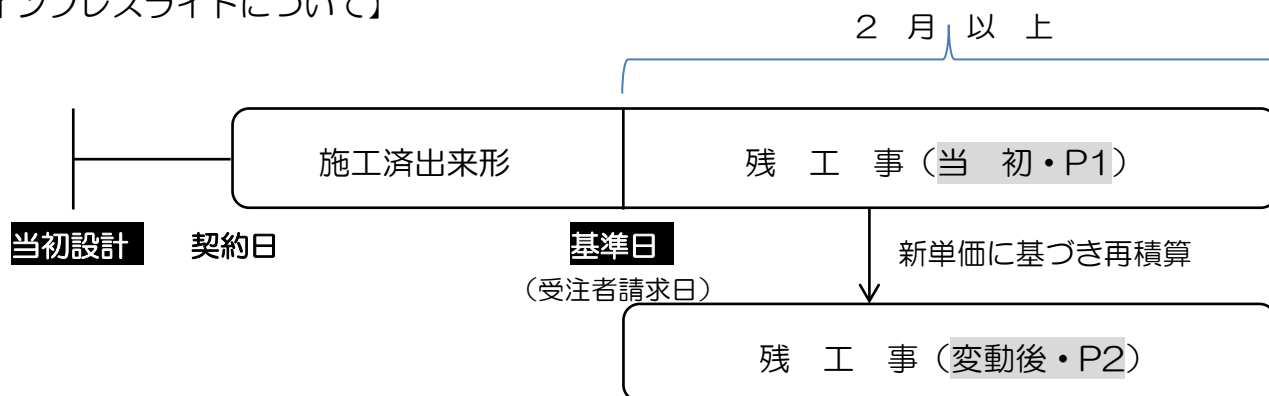 インフレスライドについて】
2 月 以 上
施工済出来形
残 工 事（当 初・P1）
当初設計 契約日 基準日
新単価に基づき再積算
（受注者請求日）
残 工 事（変動後・P2）